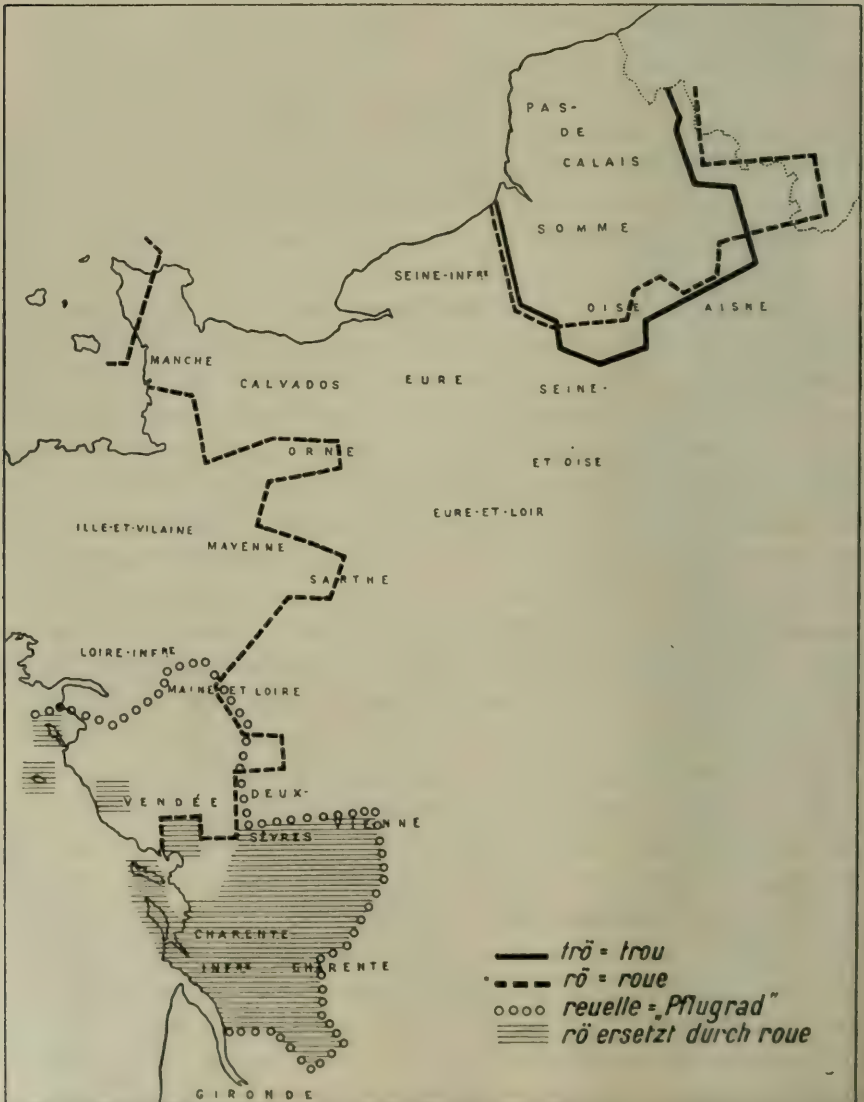 PAS-
DE
CALAIS
SOMME
SEINE-INFRE
OISE AISNE
MANCHE
CALVADOS EURE SEINE-
ORNE
ET OISE
EURE-ET-LOIR
ILLE-ET-VILAINE
MAYENNE
SARTHE
LOIRE-INFRE
MAINE ET LOIRE
VENDÉE DEUX-
SÈVRES VIENNE
CHARENTE-
INFRE CHARENTE
GIRONDE
trö = trou
rö = roue
reuelle = „Pflugrad"
rö ersetzt durch roue